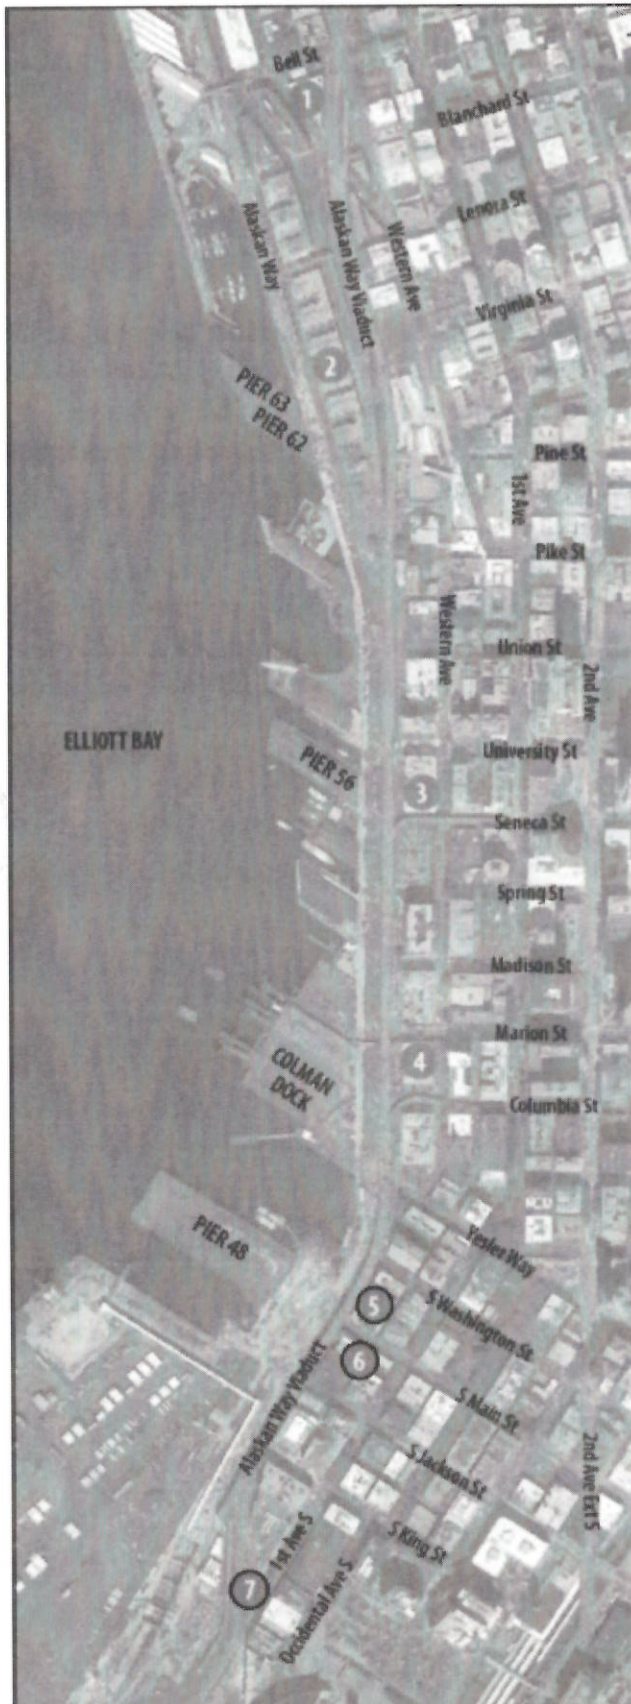 Bell St
1
Blanchard St
Lenora St
Alaskan Way
Alaskan Way Viaduct
Western Ave
Virginia St
2
PIER 63
PIER 62
Pine St
1st Ave
Pike St
Western Ave
Union St
2nd Ave
ELLIOTT BAY
PIER 56
University St
3
Seneca St
Spring St
Madison St
Marion St
COLMAN
DOCK
4
Columbia St
PIER 48
Yesler Way
5
S Washington St
6
Alaskan Way Viaduct
S Main St
S Jackson St
2nd Ave Ext S
S King St
1st Ave S
7
Occidental Ave S